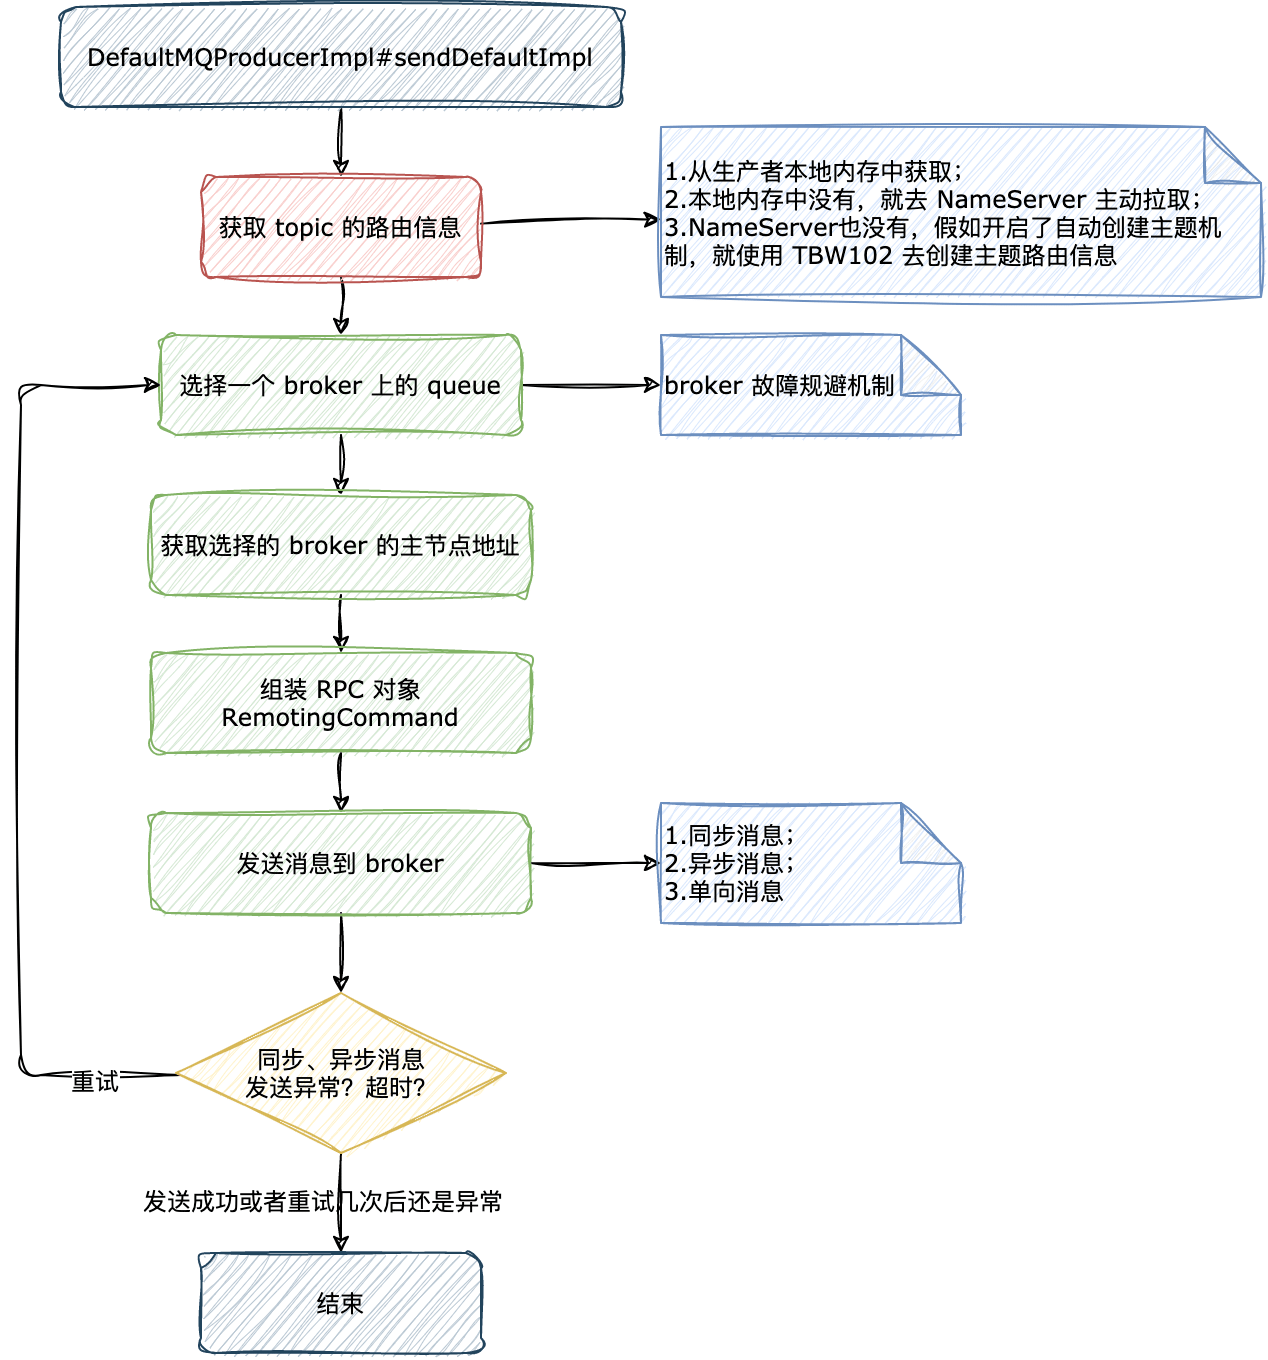 DefaultMQProducerImpl#sendDefaultImpl
获取 topic 的路由信息
1.从生产者本地内存中获取；
2.本地内存中没有，就去 NameServer 主动拉取；
3.NameServer也没有，假如开启了自动创建主题机
制，就使用 TBW102 去创建主题路由信息
选择一个 broker 上的 queue
broker 故障规避机制
获取选择的 broker 的主节点地址
组装 RPC 对象
RemotingCommand
发送消息到 broker
1.同步消息；
2.异步消息；
3.单向消息
同步、异步消息
发送异常？超时？
重试
发送成功或者重试几次后还是异常
结束